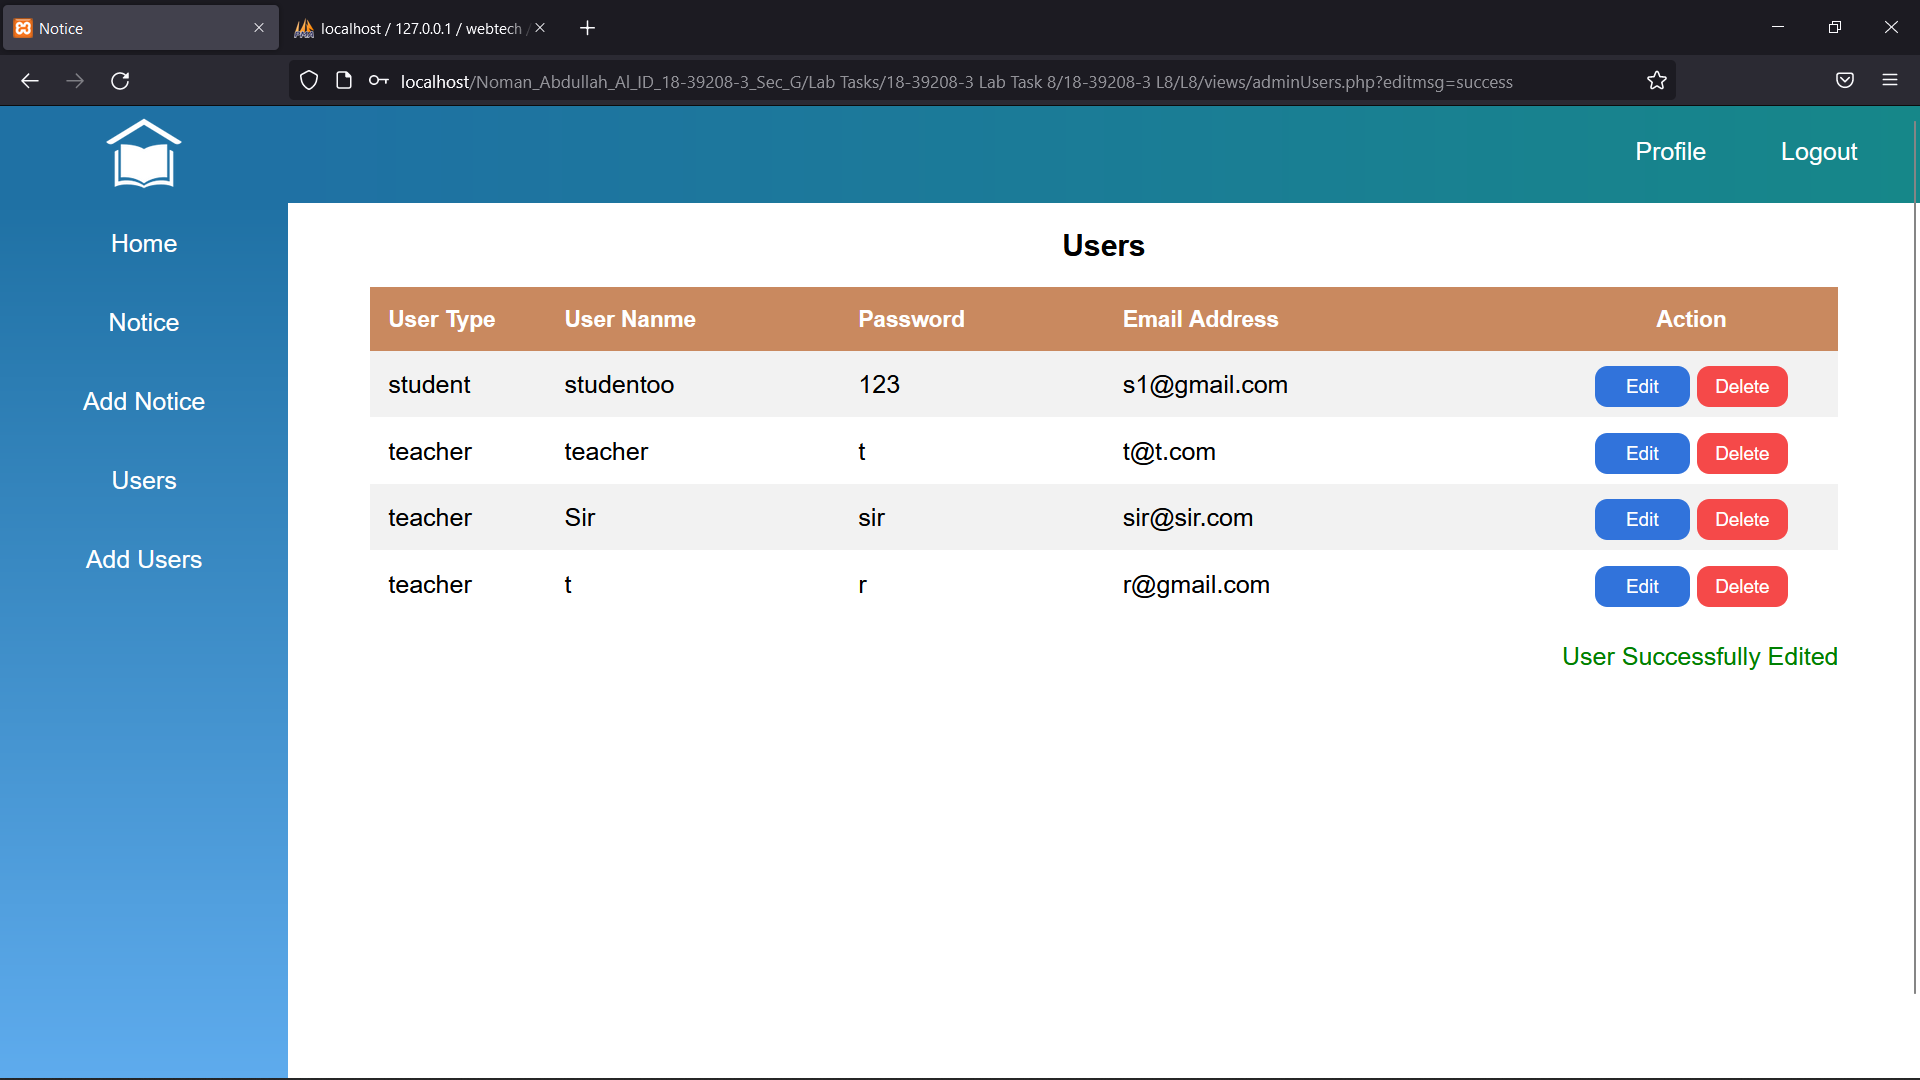 Notice
localhost / 127.0.0.1 / webtech /
localhost/Noman_Abdullah_Al_ID_18-39208-3_Sec_G/Lab Tasks/18-39208-3 Lab Task 8/18-39208-3 L8/L8/views/adminUsers.php?editmsg=success
Profile Logout
Home
Notice
Add Notice
Users
Add Users
Users
User Type User Nanme Password Email Address Action
student studentoo 123 s1@gmail.com Edit Delete
teacher teacher t t@t.com Edit Delete
teacher Sir sir sir@sir.com Edit Delete
teacher t r r@gmail.com Edit Delete
User Successfully Edited